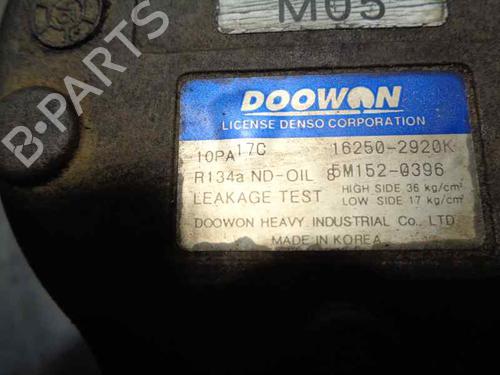 M05
DOOWON
LICENSE DENSO CORPORATION
10PA17C 16250-2920K
R134a ND-OIL 8 5M152-0396
LEAKAGE TEST HIGH SIDE 36 kg/cm²
LOW SIDE 17 kg/cm²
DOOWON HEAVY INDUSTRIAL Co., LTD.
MADE IN KOREA
B-PARTS